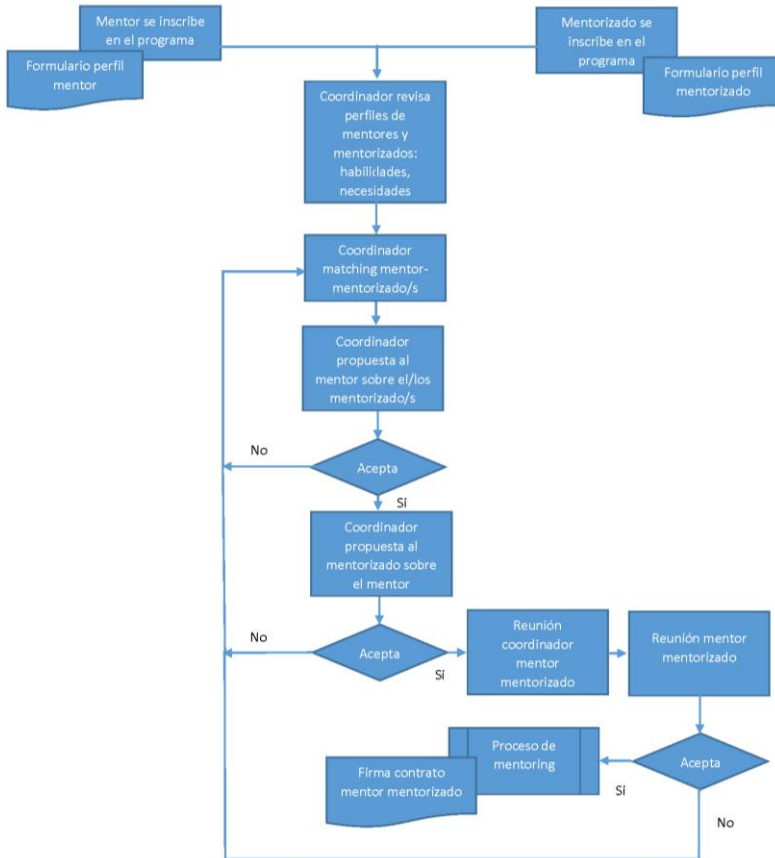 Mentor se inscribe
en el programa
Formulario perfil
mentor
Mentorizado se
inscribe en el
programa
Formulario perfil
mentorizado
Coordinador revisa
perfiles de
mentores y
mentorizados:
habilidades,
necesidades
Coordinador
matching mentor-
mentorizado/s
Coordinador
propuesta al
mentor sobre el/los
mentorizado/s
No
Acepta
Sí
Coordinador
propuesta al
mentorizado sobre
el mentor
No
Acepta
Sí
Reunión
coordinador
mentor
mentorizado
Reunión mentor
mentorizado
Proceso de
mentoring
Firma contrato
mentor mentorizado
Sí
Acepta
No